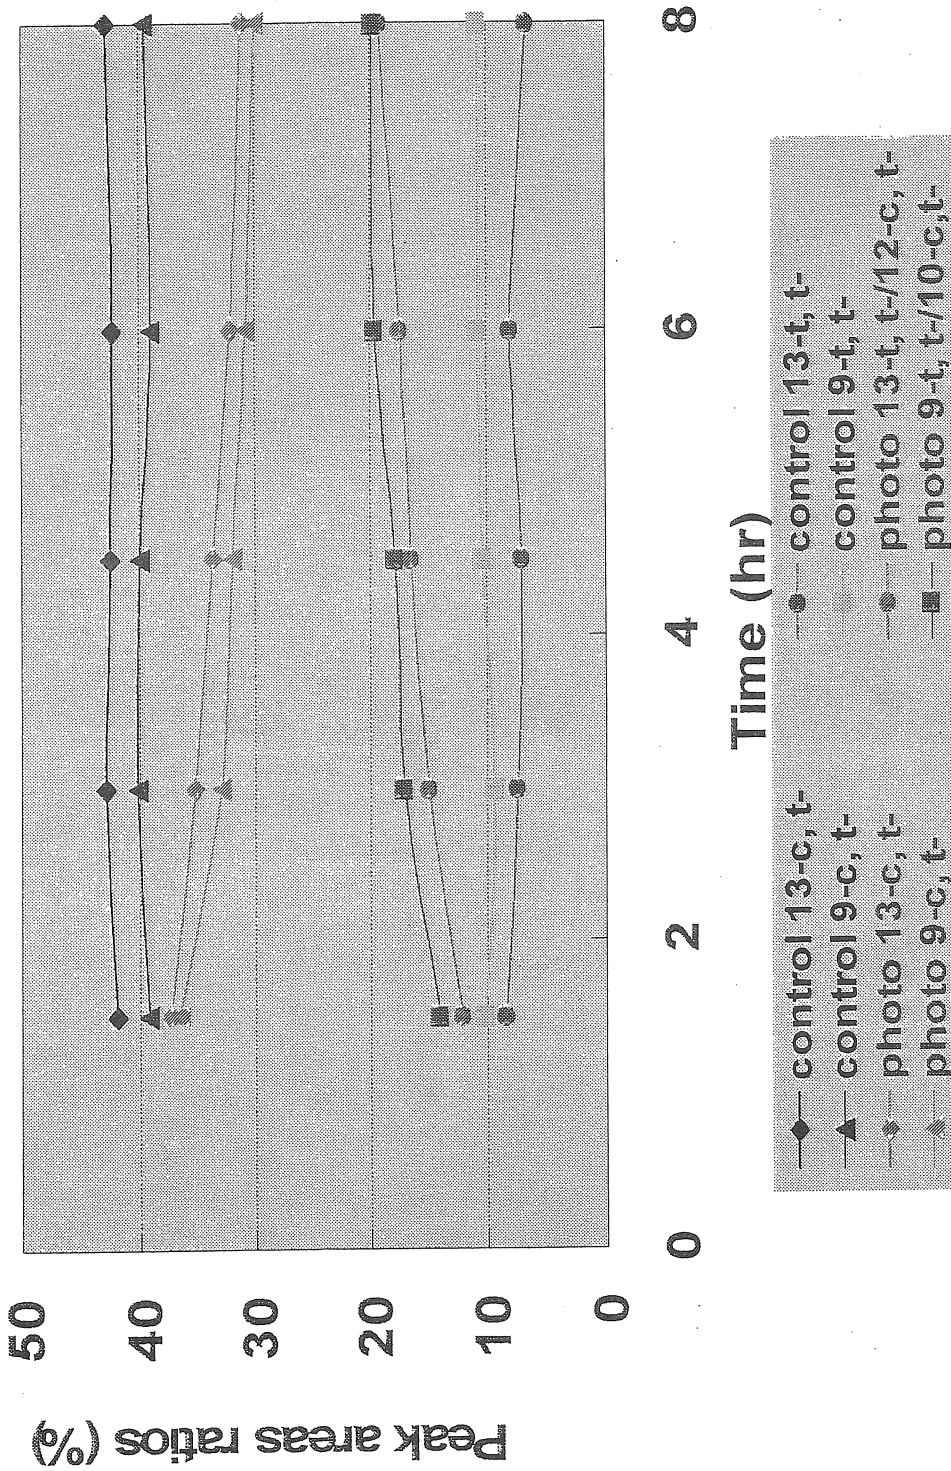 Peak areas ratios (%)
50
40
30
20
10
0
0
2
4
6
8
Time (hr)
control 13-c, t-
control 9-c, t-
photo 13-c, t-
photo 9-c, t-
control 13-t, t-
control 9-t,t-
photo 13-t,t-/12-c, t-
photo 9-t, t-/10-c,t-